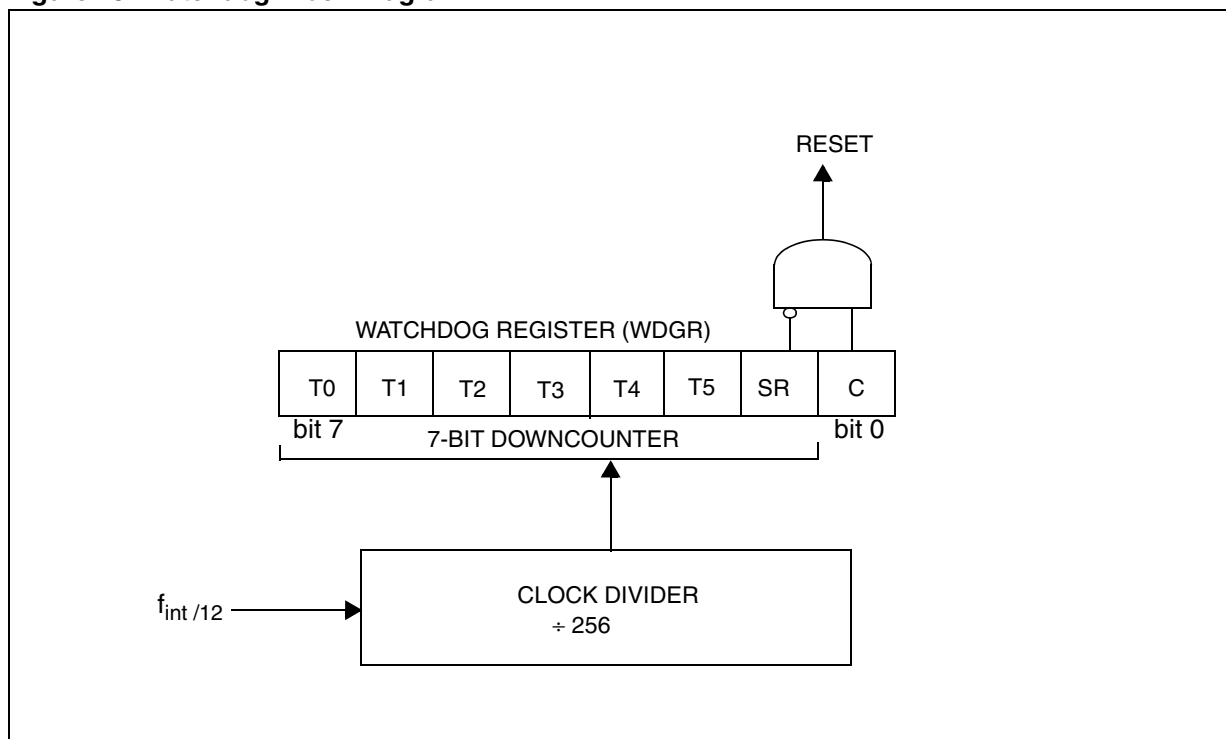 RESET
WATCHDOG REGISTER (WDGR)
T0 T1 T2 T3 T4 T5 SR C
bit 7 7-BIT DOWNCOUNTER bit 0
fint /12
CLOCK DIVIDER
÷ 256